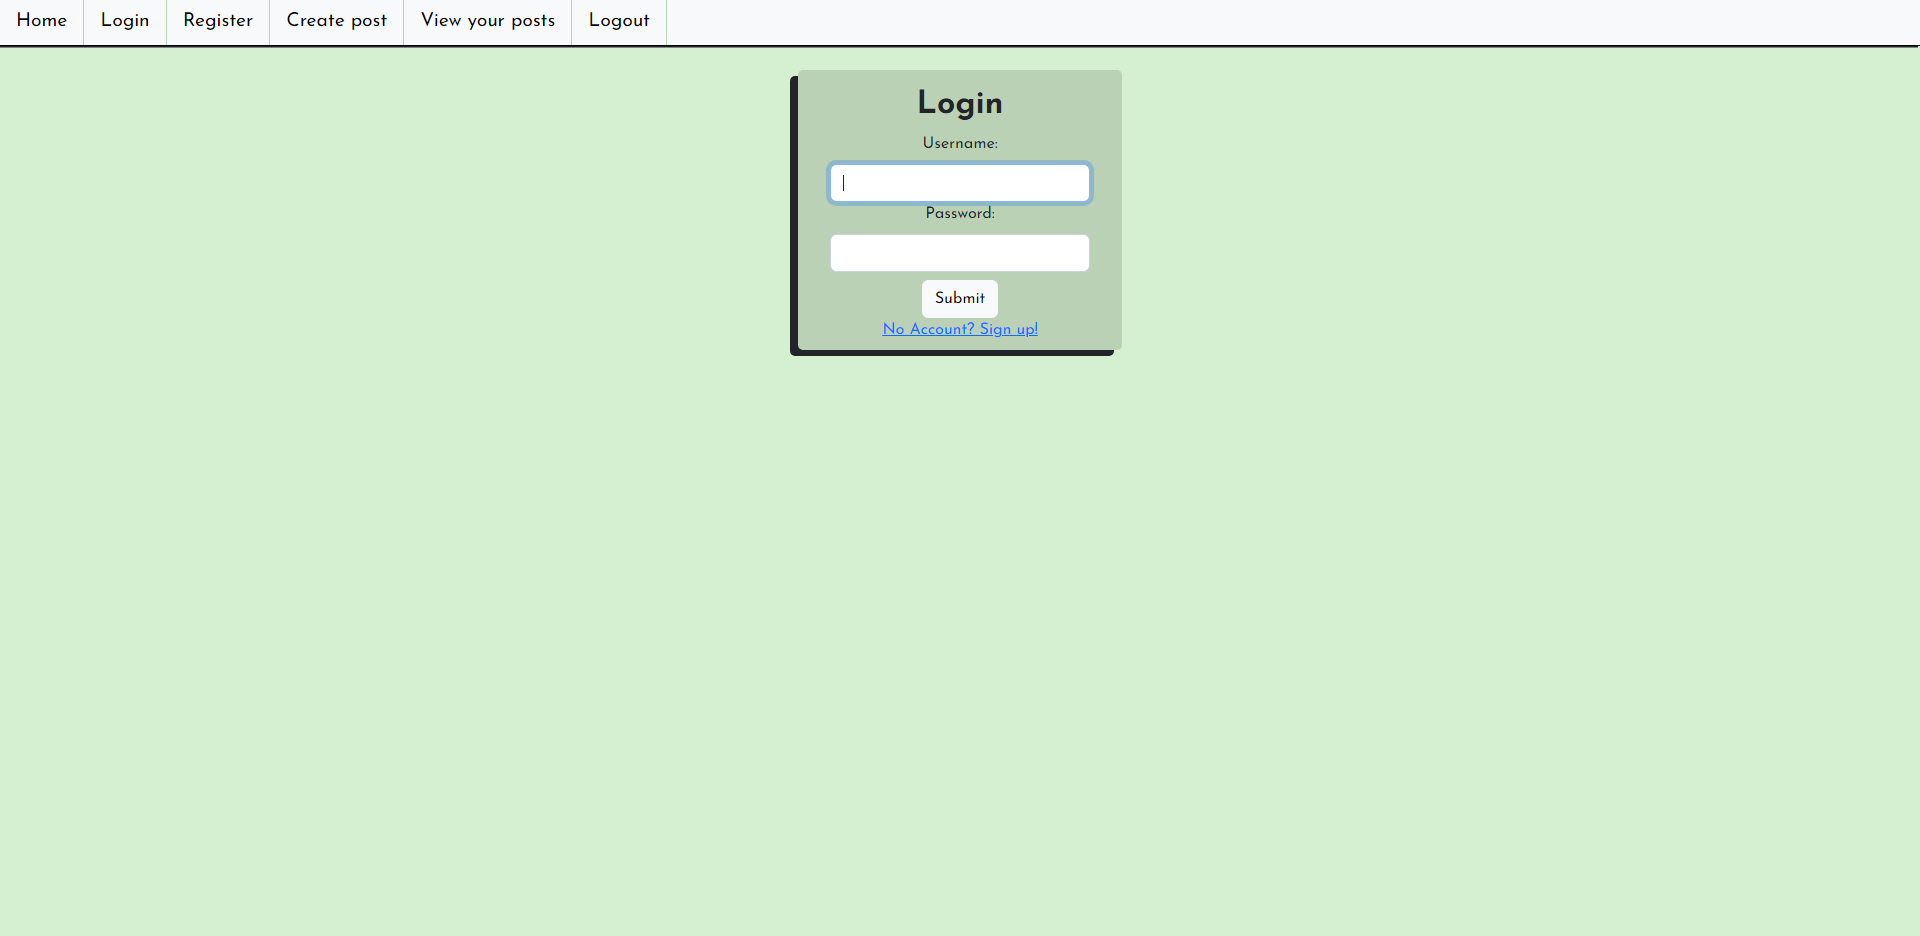 Home Login Register Create post View your posts Logout
Login
Username:
Password:
Submit
No Account? Sign up!